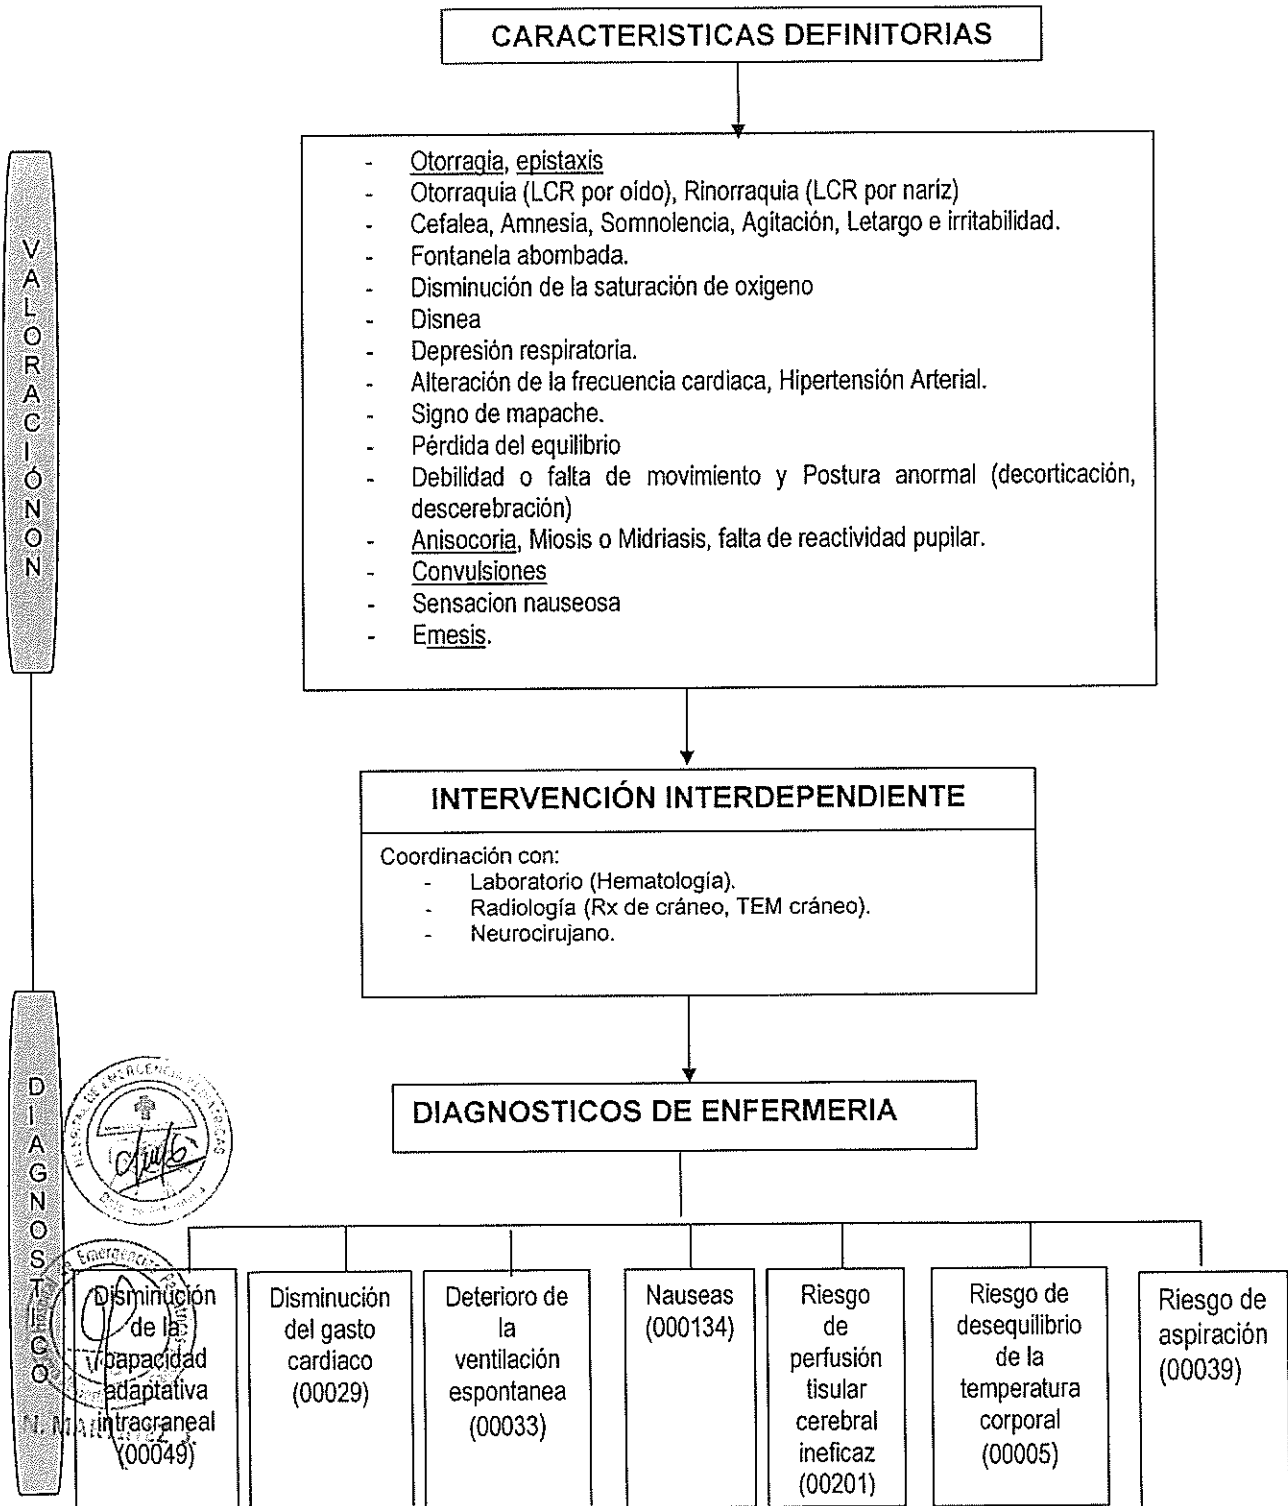 CARACTERISTICAS DEFINITORIAS
VALORACIÓNON
- Otorragia, epistaxis
- Otorraquia (LCR por oído), Rinorraquia (LCR por naríz)
- Cefalea, Amnesia, Somnolencia, Agitación, Letargo e irritabilidad.
- Fontanela abombada.
- Disminución de la saturación de oxigeno
- Disnea
- Depresión respiratoria.
- Alteración de la frecuencia cardiaca, Hipertensión Arterial.
- Signo de mapache.
- Pérdida del equilibrio
- Debilidad o falta de movimiento y Postura anormal (decorticación,
descerebración)
- Anisocoria, Miosis o Midriasis, falta de reactividad pupilar.
- Convulsiones
- Sensacion nauseosa
- Emesis.
INTERVENCIÓN INTERDEPENDIENTE
Coordinación con:
- Laboratorio (Hematología).
- Radiología (Rx de cráneo, TEM cráneo).
- Neurocirujano.
DIAGNOSTICO
DIAGNOSTICOS DE ENFERMERIA
Disminución
de la
capacidad
adaptativa
intracraneal
(00049)
Disminución
del gasto
cardiaco
(00029)
Deterioro de
la
ventilación
espontanea
(00033)
Nauseas
(000134)
Riesgo
de
perfusión
tisular
cerebral
ineficaz
(00201)
Riesgo de
desequilibrio
de la
temperatura
corporal
(00005)
Riesgo de
aspiración
(00039)